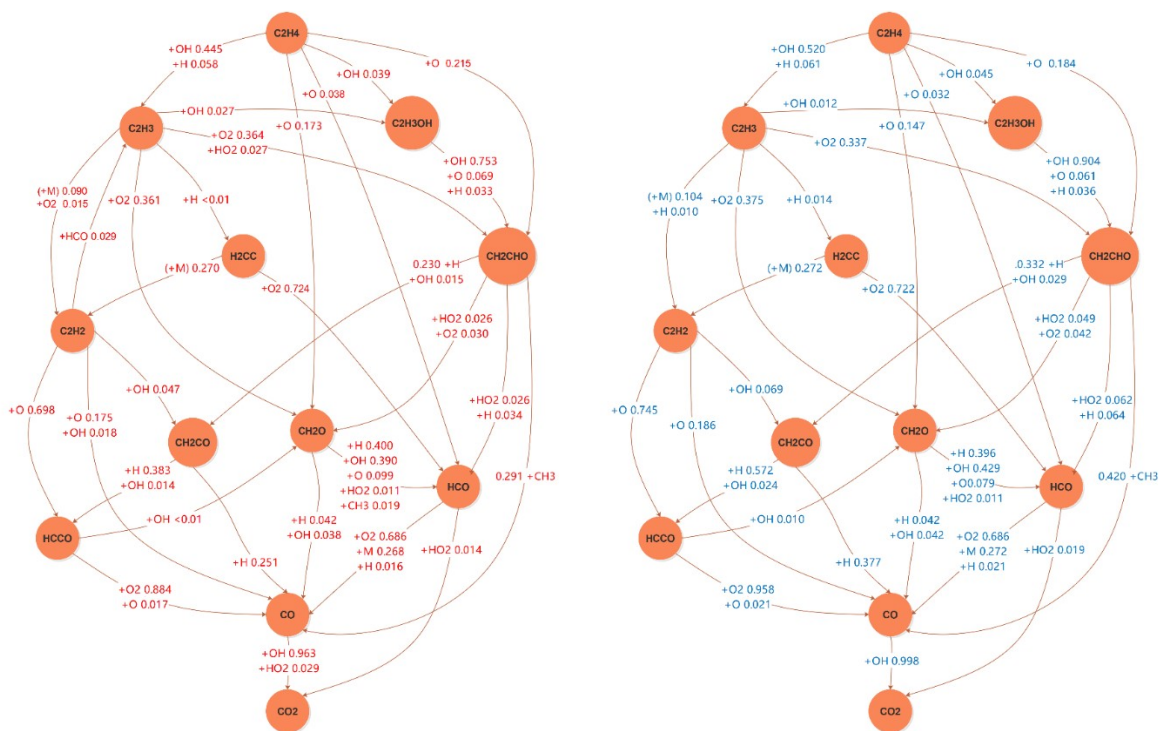 C2H4
+OH 0.445
+H 0.058
+O 0.215
+OH 0.039
+O 0.038
+OH 0.027
C2H3
C2H3OH
+O 0.173
+O2 0.364
+HO2 0.027
+OH 0.753
+O 0.069
+H 0.033
(+M) 0.090
+O2 0.015
+O2 0.361
+H <0.01
+HCO 0.029
H2CC
CH2CHO
(+M) 0.270
0.230 +H
+OH 0.015
+O2 0.724
C2H2
+HO2 0.026
+O2 0.030
+OH 0.047
+O 0.698
+O 0.175
+OH 0.018
+HO2 0.026
+H 0.034
CH2CO
CH2O
+H 0.400
+OH 0.390
+O 0.099
+HO2 0.011
+CH3 0.019
+H 0.383
+OH 0.014
HCO
0.291 +CH3
HCCO
+OH <0.01
+H 0.042
+OH 0.038
+O2 0.686
+M 0.268
+H 0.016
+HO2 0.014
+H 0.251
+O2 0.884
+O 0.017
CO
+OH 0.963
+HO2 0.029
CO2
C2H4
+OH 0.520
+H 0.061
+O 0.184
+OH 0.045
+O 0.032
+OH 0.012
C2H3
C2H3OH
+O 0.147
+O2 0.337
+OH 0.904
+O 0.061
+H 0.036
(+M) 0.104
+H 0.010
+O2 0.375
+H 0.014
H2CC
CH2CHO
(+M) 0.272
.0.332 +H
+OH 0.029
+O2 0.722
C2H2
+HO2 0.049
+O2 0.042
+OH 0.069
+O 0.745
+O 0.186
+HO2 0.062
+H 0.064
CH2CO
CH2O
+H 0.396
+OH 0.429
+O0.079
+HO2 0.011
+H 0.572
+OH 0.024
HCO
0.420 +CH3
HCCO
+OH 0.010
+H 0.042
+OH 0.042
+O2 0.686
+M 0.272
+H 0.021
+HO2 0.019
+H 0.377
+O2 0.958
+O 0.021
CO
+OH 0.998
CO2